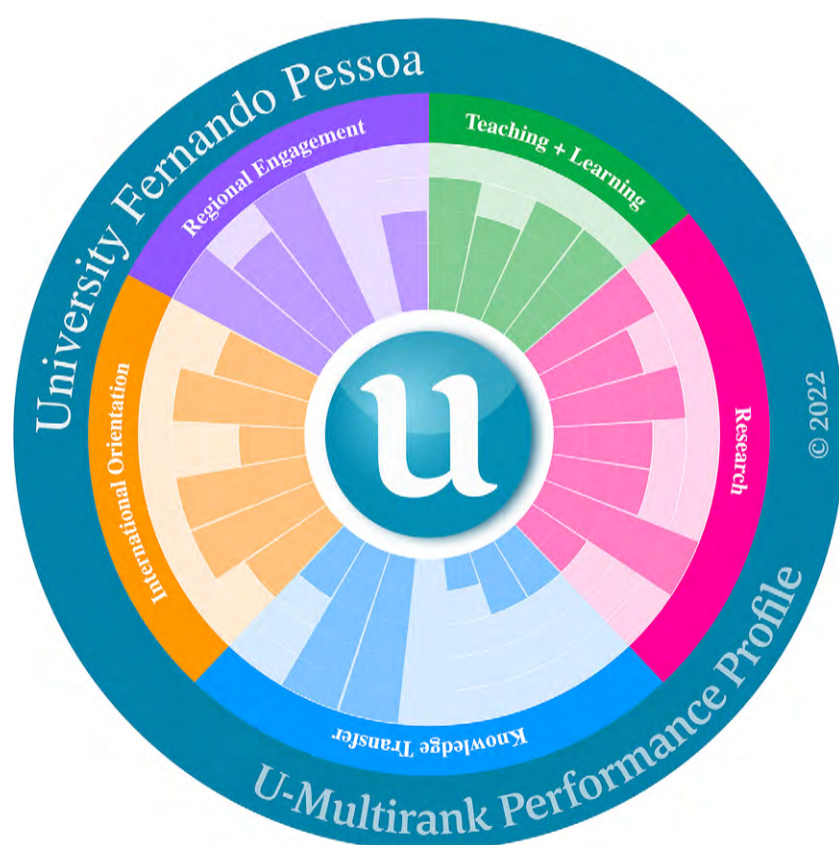 University Fernando Pessoa
Regional Engagement
Teaching + Learning
International Orientation
u
Research
© 2022
Knowledge Transfer
U-Multirank Performance Profile